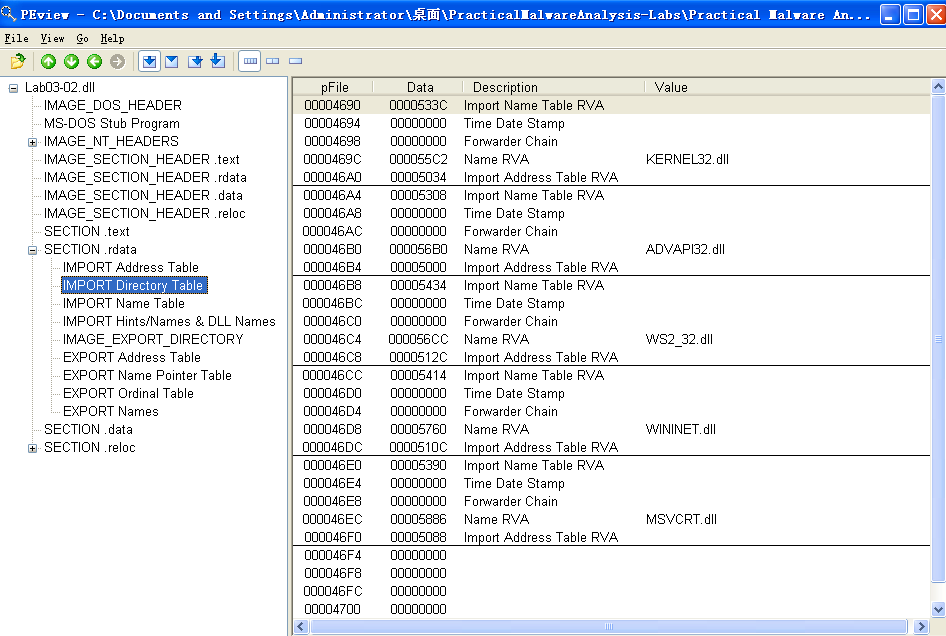 PEview - C:\Documents and Settings\Administrator\桌面\PracticalMalwareAnalysis-Labs\Practical Malware An...
File View Go Help
Lab03-02.dll
IMAGE_DOS_HEADER
MS-DOS Stub Program
IMAGE_NT_HEADERS
IMAGE_SECTION_HEADER .text
IMAGE_SECTION_HEADER .rdata
IMAGE_SECTION_HEADER .data
IMAGE_SECTION_HEADER .reloc
SECTION .text
SECTION .rdata
IMPORT Address Table
IMPORT Directory Table
IMPORT Name Table
IMPORT Hints/Names & DLL Names
IMAGE_EXPORT_DIRECTORY
EXPORT Address Table
EXPORT Name Pointer Table
EXPORT Ordinal Table
EXPORT Names
SECTION .data
SECTION .reloc
pFile Data Description Value
00004690 0000533C Import Name Table RVA
00004694 00000000 Time Date Stamp
00004698 00000000 Forwarder Chain
0000469C 000055C2 Name RVA KERNEL32.dll
000046A0 00005034 Import Address Table RVA
000046A4 00005308 Import Name Table RVA
000046A8 00000000 Time Date Stamp
000046AC 00000000 Forwarder Chain
000046B0 000056B0 Name RVA ADVAPI32.dll
000046B4 00005000 Import Address Table RVA
000046B8 00005434 Import Name Table RVA
000046BC 00000000 Time Date Stamp
000046C0 00000000 Forwarder Chain
000046C4 000056CC Name RVA WS2_32.dll
000046C8 0000512C Import Address Table RVA
000046CC 00005414 Import Name Table RVA
000046D0 00000000 Time Date Stamp
000046D4 00000000 Forwarder Chain
000046D8 00005760 Name RVA WININET.dll
000046DC 0000510C Import Address Table RVA
000046E0 00005390 Import Name Table RVA
000046E4 00000000 Time Date Stamp
000046E8 00000000 Forwarder Chain
000046EC 00005886 Name RVA MSVCRT.dll
000046F0 00005088 Import Address Table RVA
000046F4 00000000
000046F8 00000000
000046FC 00000000
00004700 00000000